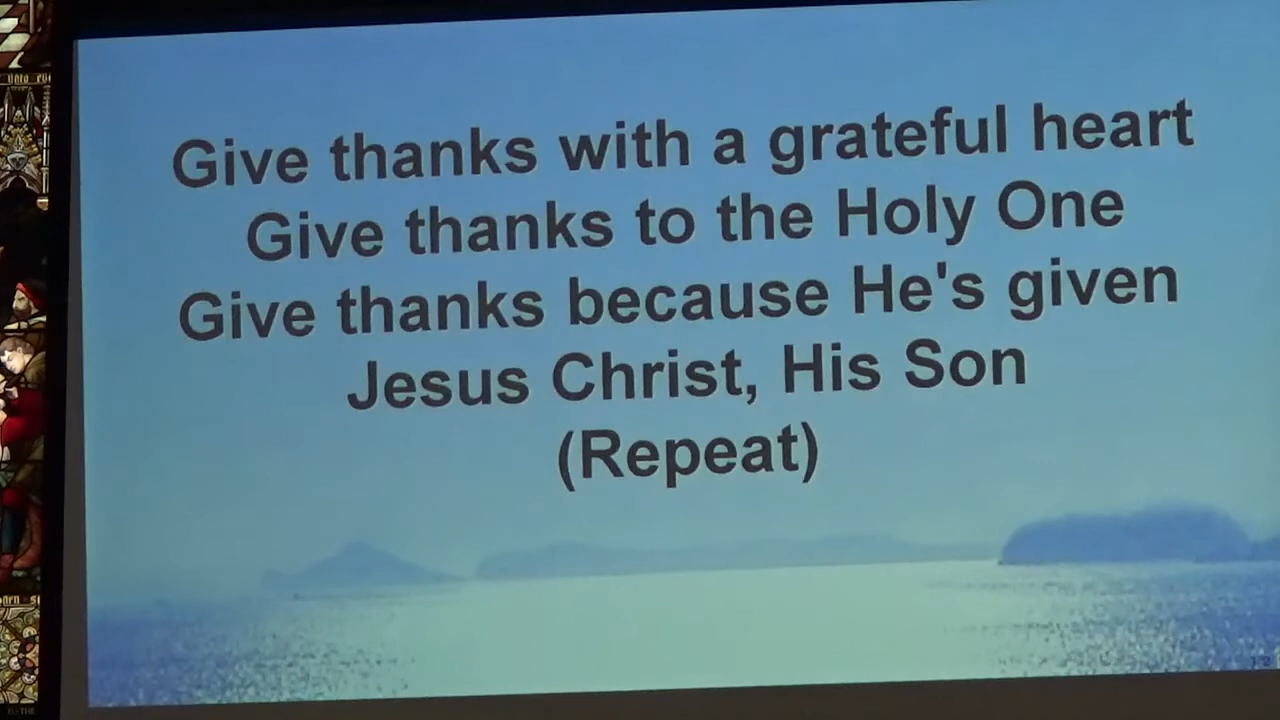 Give thanks with a grateful heart
Give thanks to the Holy One
Give thanks because He's given
Jesus Christ, His Son
(Repeat)